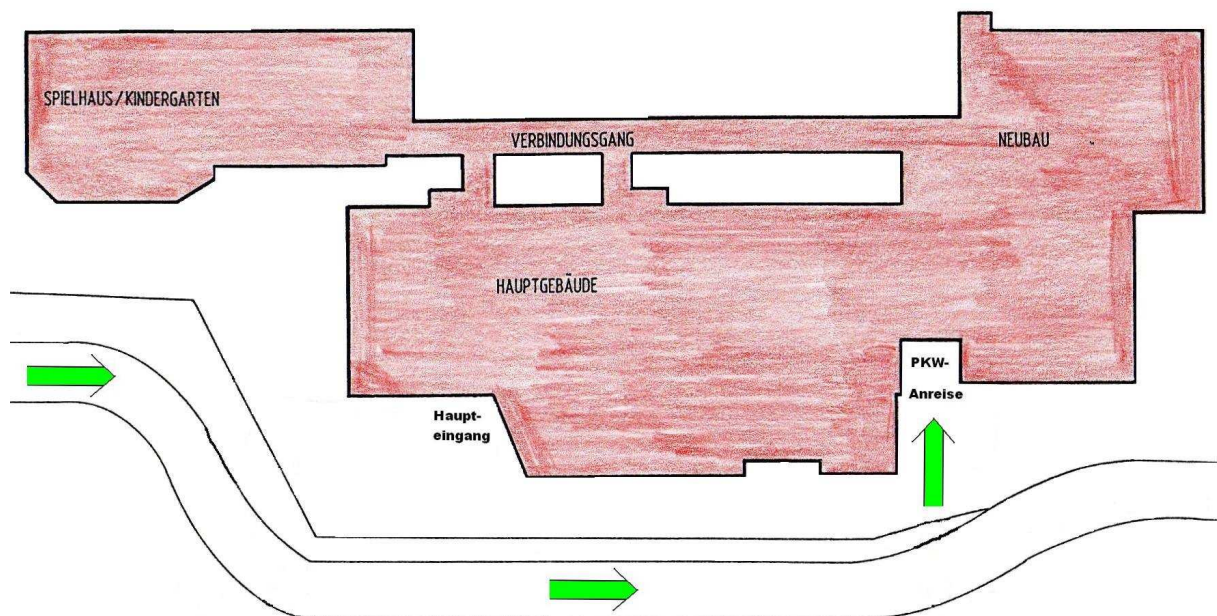 SPIELHAUS/KINDERGARTEN
VERBINDUNGSGANG
NEUBAU
HAUPTGEBÄUDE
PKW-
Anreise
Haupt-
eingang